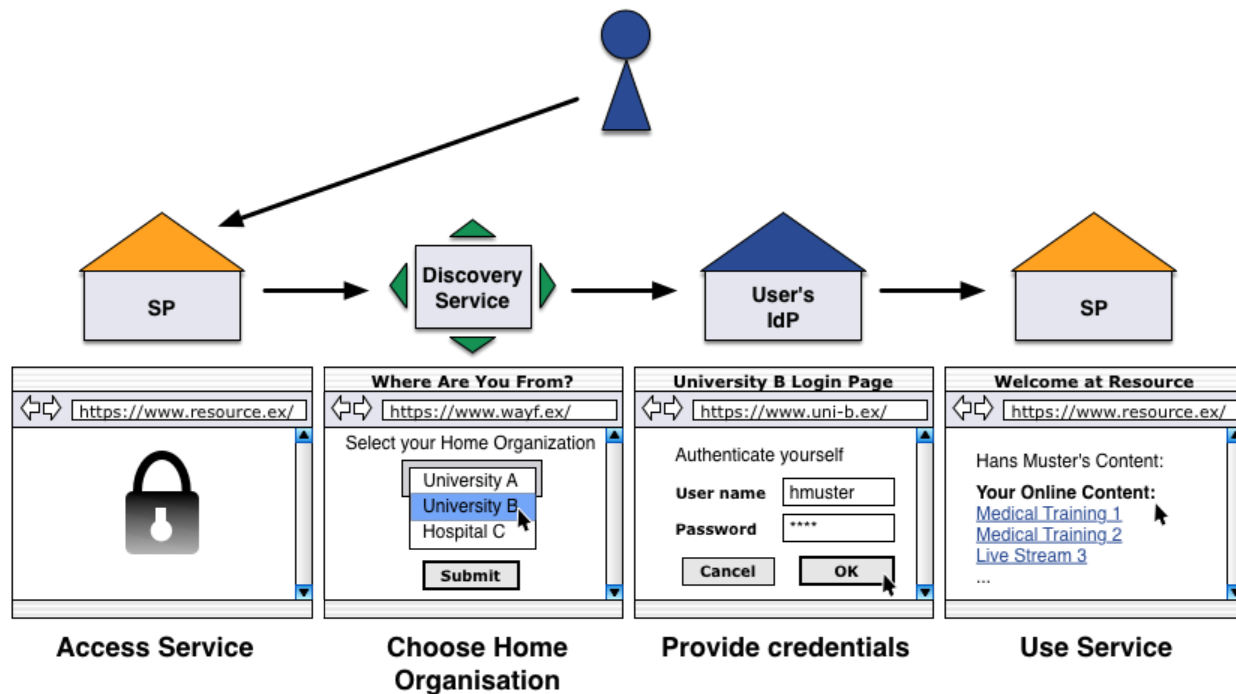 SP
Discovery
Service
User's
IdP
SP
https://www.resource.ex/
Access Service
Where Are You From?
https://www.wayf.ex/
Select your Home Organization
University A
University B
Hospital C
Submit
Choose Home
Organisation
University B Login Page
https://www.uni-b.ex/
Authenticate yourself
User name hmuster
Password ****
Cancel OK
Provide credentials
Welcome at Resource
https://www.resource.ex/
Hans Muster's Content:
Your Online Content:
Medical Training 1
Medical Training 2
Live Stream 3
...
Use Service